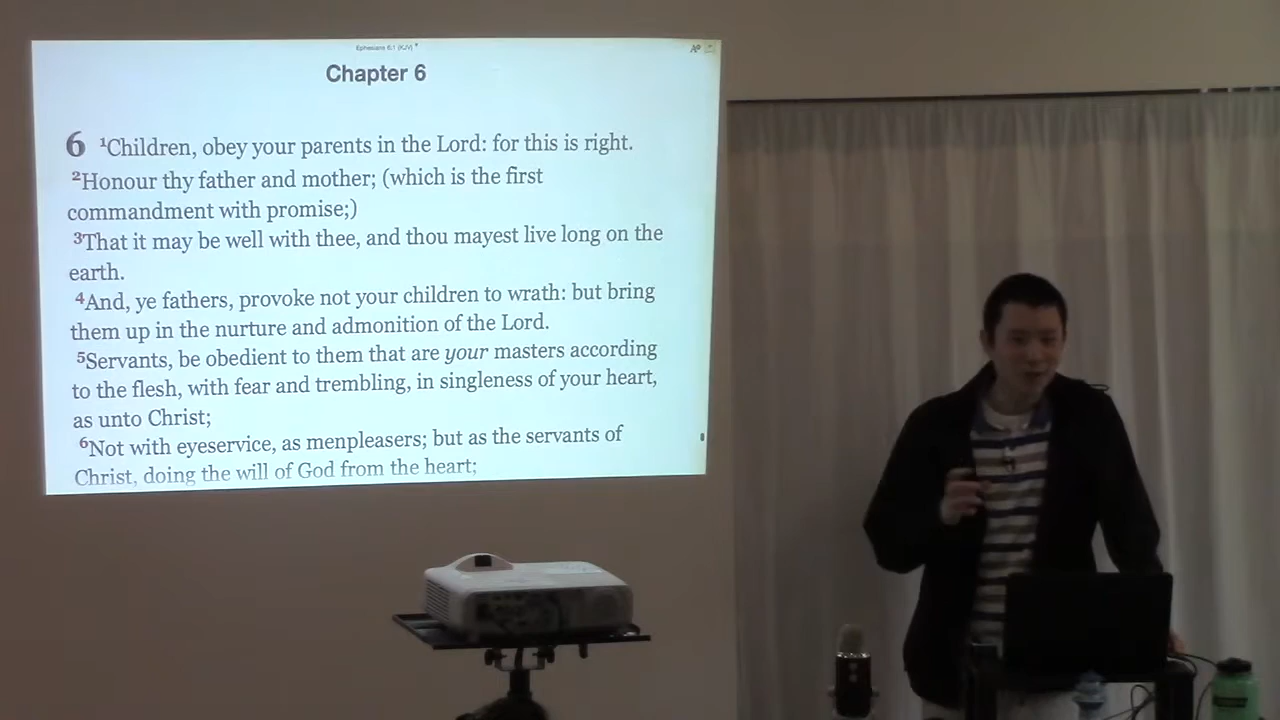 Ephesians 6:1 (KJV)
Chapter 6
6 ¹Children, obey your parents in the Lord: for this is right.
²Honour thy father and mother; (which is the first
commandment with promise;)
³That it may be well with thee, and thou mayest live long on the
earth.
⁴And, ye fathers, provoke not your children to wrath: but bring
them up in the nurture and admonition of the Lord.
⁵Servants, be obedient to them that are your masters according
to the flesh, with fear and trembling, in singleness of your heart,
as unto Christ;
⁶Not with eyeservice, as menpleasers; but as the servants of
Christ, doing the will of God from the heart;